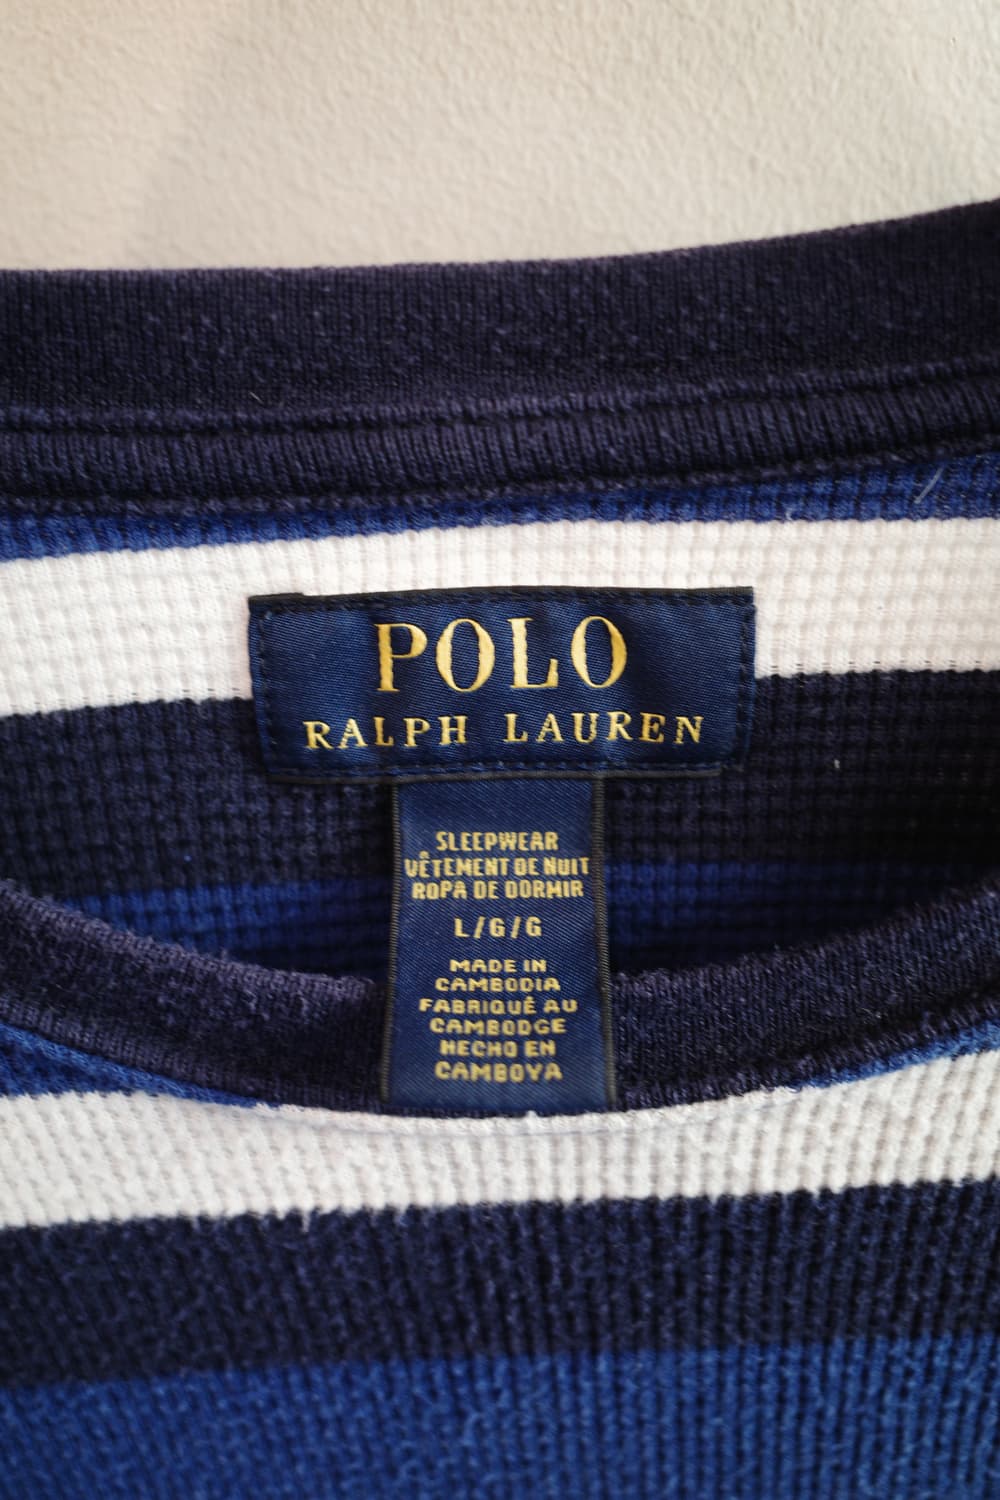 POLO
RALPH LAUREN
SLEEPWEAR
VÊTEMENT DE NUIT
ROPA DE DORMIR
L/G/G
MADE IN
CAMBODIA
FABRIQUÉ AU
CAMBODGE
HECHO EN
CAMBOYA